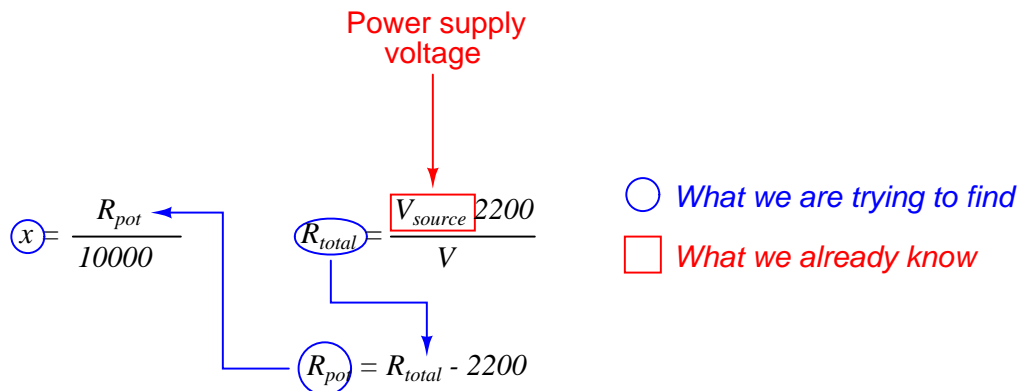 Power supply
voltage
x = R_pot / 10000
R_total = V_source 2200 / V
What we are trying to find
What we already know
R_pot = R_total - 2200